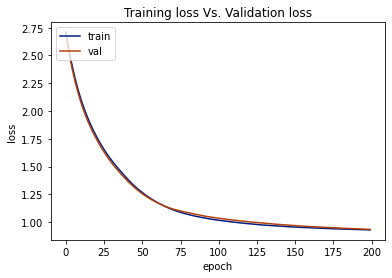 Training loss Vs. Validation loss
train
val
2.75
2.50
2.25
2.00
1.75
1.50
1.25
1.00
loss
0 25 50 75 100 125 150 175 200
epoch